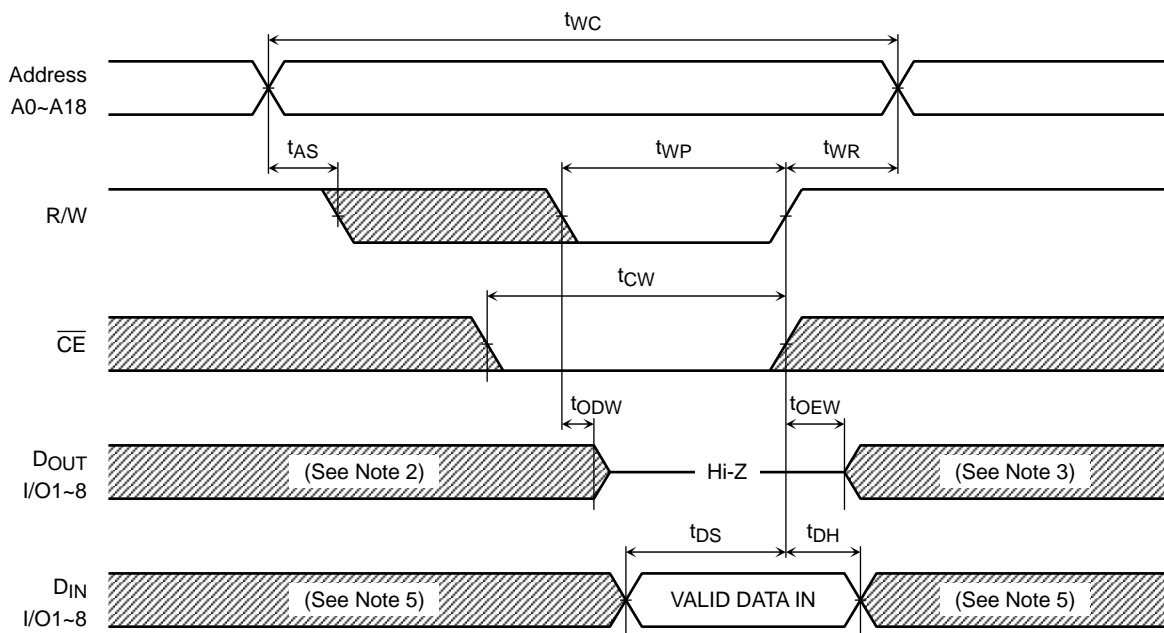 tWC
Address
A0~A18
tAS
tWP
tWR
R/W
tCW
CE
tODW
tOEW
DOUT
I/O1~8
(See Note 2)
Hi-Z
(See Note 3)
tDS
tDH
DIN
I/O1~8
(See Note 5)
VALID DATA IN
(See Note 5)